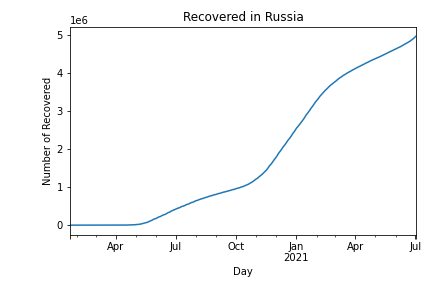 Recovered in Russia
1e6
5
4
3
2
1
0
Number of Recovered
Apr Jul Oct Jan Apr Jul
2021
Day